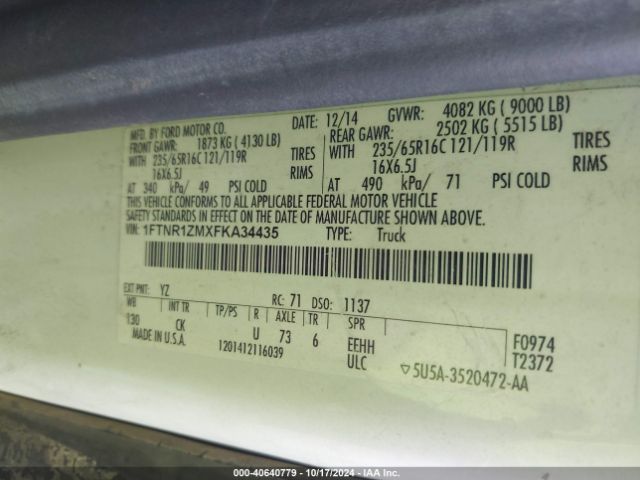 MFD. BY FORD MOTOR CO.
DATE: 12/14 GVWR: 4082 KG ( 9000 LB)
FRONT GAWR: 1873 KG ( 4130 LB)
REAR GAWR: 2502 KG ( 5515 LB)
WITH 235/65R16C 121/119R TIRES
WITH 235/65R16C 121/119R TIRES
16X6.5J RIMS
16X6.5J RIMS
AT 340 kPa/ 49 PSI COLD
AT 490 kPa/ 71 PSI COLD
THIS VEHICLE CONFORMS TO ALL APPLICABLE FEDERAL MOTOR VEHICLE
SAFETY STANDARDS IN EFFECT ON THE DATE OF MANUFACTURE SHOWN ABOVE.
VIN: 1FTNR1ZMXFKA34435 TYPE: Truck
EXT PNT: YZ RC: 71 DSO: 1137
WB INT TR TP/PS R AXLE TR SPR
130 CK U 73 6 EEHH F0974
MADE IN U.S.A. 1201412116039 ULC T2372
▽5U5A-3520472-AA
000-40640779 - 10/17/2024 - IAA Inc.